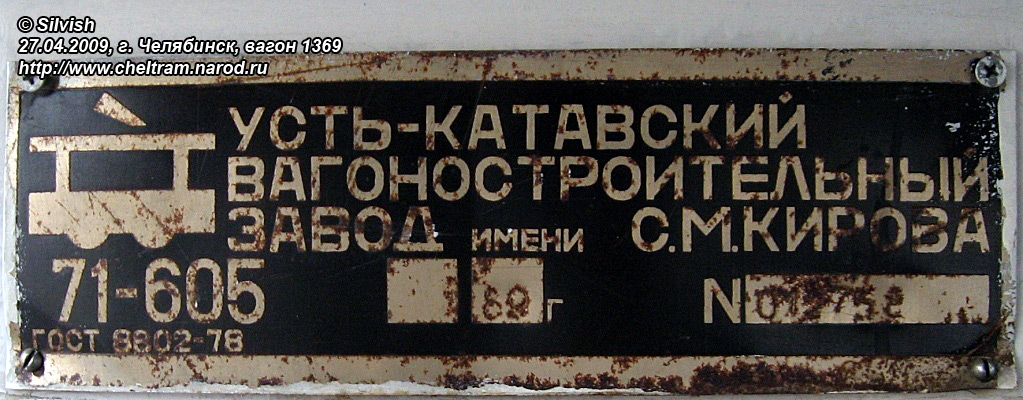 © Silvish
27.04.2009, г. Челябинск, вагон 1369
http://www.cheltram.narod.ru
УСТЬ-КАТАВСКИЙ
ВАГОНОСТРОИТЕЛЬНЫЙ
ЗАВОД ИМЕНИ С.М.КИРОВА
71-605 г N
ГОСТ 8802-78